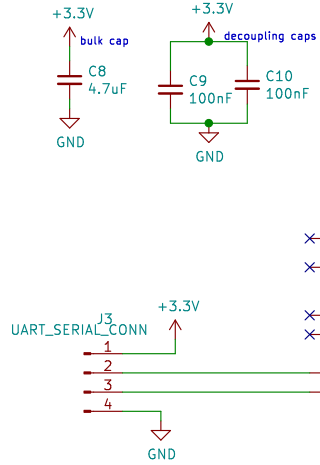 +3.3V
bulk cap
C8
4.7uF
GND
+3.3V
decoupling caps
C9
100nF
C10
100nF
GND
J3
UART_SERIAL_CONN
+3.3V
1
2
3
4
GND